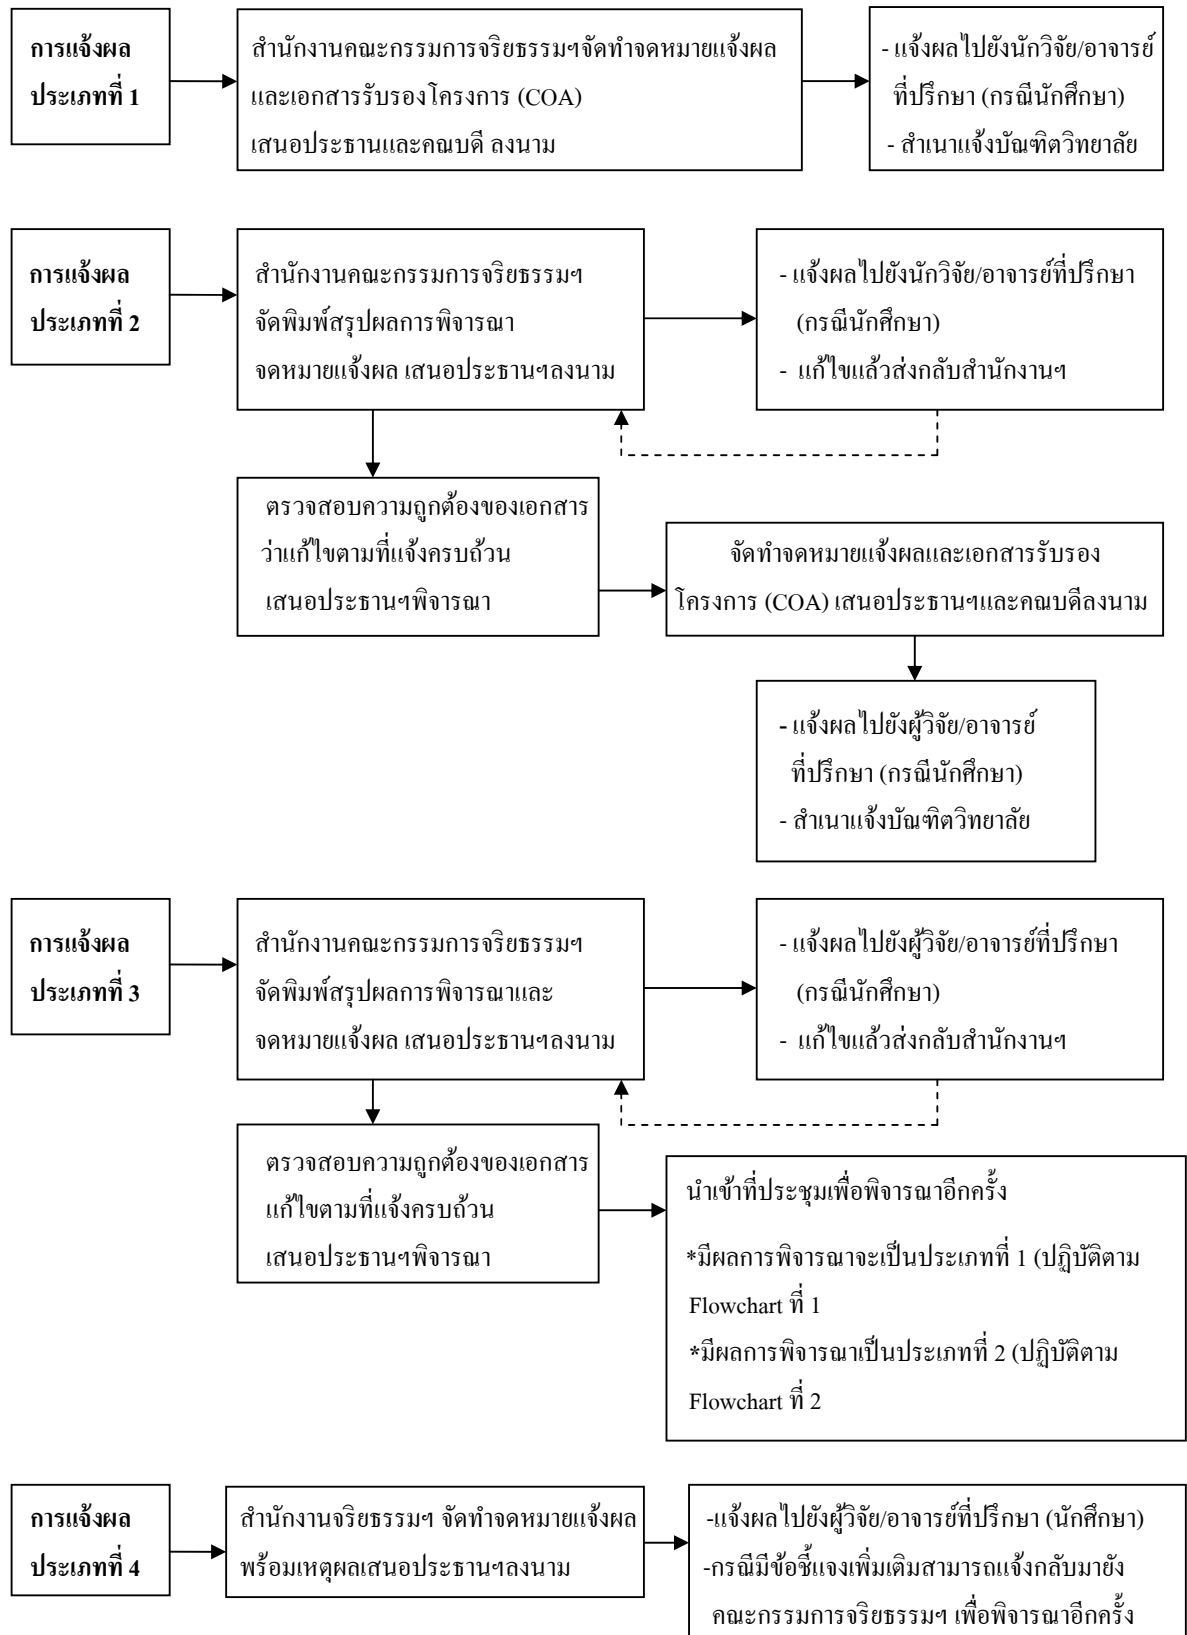 การแจ้งผล
ประเภทที่ 1
สำนักงานคณะกรรมการจริยธรรมฯจัดทำจดหมายแจ้งผล
และเอกสารรับรองโครงการ (COA)
เสนอประธานและคณบดี ลงนาม
- แจ้งผลไปยังนักวิจัย/อาจารย์
ที่ปรึกษา (กรณีนักศึกษา)
- สำเนาแจ้งบัณฑิตวิทยาลัย
การแจ้งผล
ประเภทที่ 2
สำนักงานคณะกรรมการจริยธรรมฯ
จัดพิมพ์สรุปผลการพิจารณา
จดหมายแจ้งผล เสนอประธานฯลงนาม
- แจ้งผลไปยังนักวิจัย/อาจารย์ที่ปรึกษา
(กรณีนักศึกษา)
- แก้ไขแล้วส่งกลับสำนักงานฯ
ตรวจสอบความถูกต้องของเอกสาร
ว่าแก้ไขตามที่แจ้งครบถ้วน
เสนอประธานฯพิจารณา
จัดทำจดหมายแจ้งผลและเอกสารรับรอง
โครงการ (COA) เสนอประธานฯและคณบดีลงนาม
- แจ้งผลไปยังผู้วิจัย/อาจารย์
ที่ปรึกษา (กรณีนักศึกษา)
- สำเนาแจ้งบัณฑิตวิทยาลัย
การแจ้งผล
ประเภทที่ 3
สำนักงานคณะกรรมการจริยธรรมฯ
จัดพิมพ์สรุปผลการพิจารณาและ
จดหมายแจ้งผล เสนอประธานฯลงนาม
- แจ้งผลไปยังผู้วิจัย/อาจารย์ที่ปรึกษา
(กรณีนักศึกษา)
- แก้ไขแล้วส่งกลับสำนักงานฯ
ตรวจสอบความถูกต้องของเอกสาร
แก้ไขตามที่แจ้งครบถ้วน
เสนอประธานฯพิจารณา
นำเข้าที่ประชุมเพื่อพิจารณาอีกครั้ง
*มีผลการพิจารณาจะเป็นประเภทที่ 1 (ปฏิบัติตาม
Flowchart ที่ 1
*มีผลการพิจารณาเป็นประเภทที่ 2 (ปฏิบัติตาม
Flowchart ที่ 2
การแจ้งผล
ประเภทที่ 4
สำนักงานจริยธรรมฯ จัดทำจดหมายแจ้งผล
พร้อมเหตุผลเสนอประธานฯลงนาม
-แจ้งผลไปยังผู้วิจัย/อาจารย์ที่ปรึกษา (นักศึกษา)
-กรณีมีข้อชี้แจงเพิ่มเติมสามารถแจ้งกลับมายัง
คณะกรรมการจริยธรรมฯ เพื่อพิจารณาอีกครั้ง